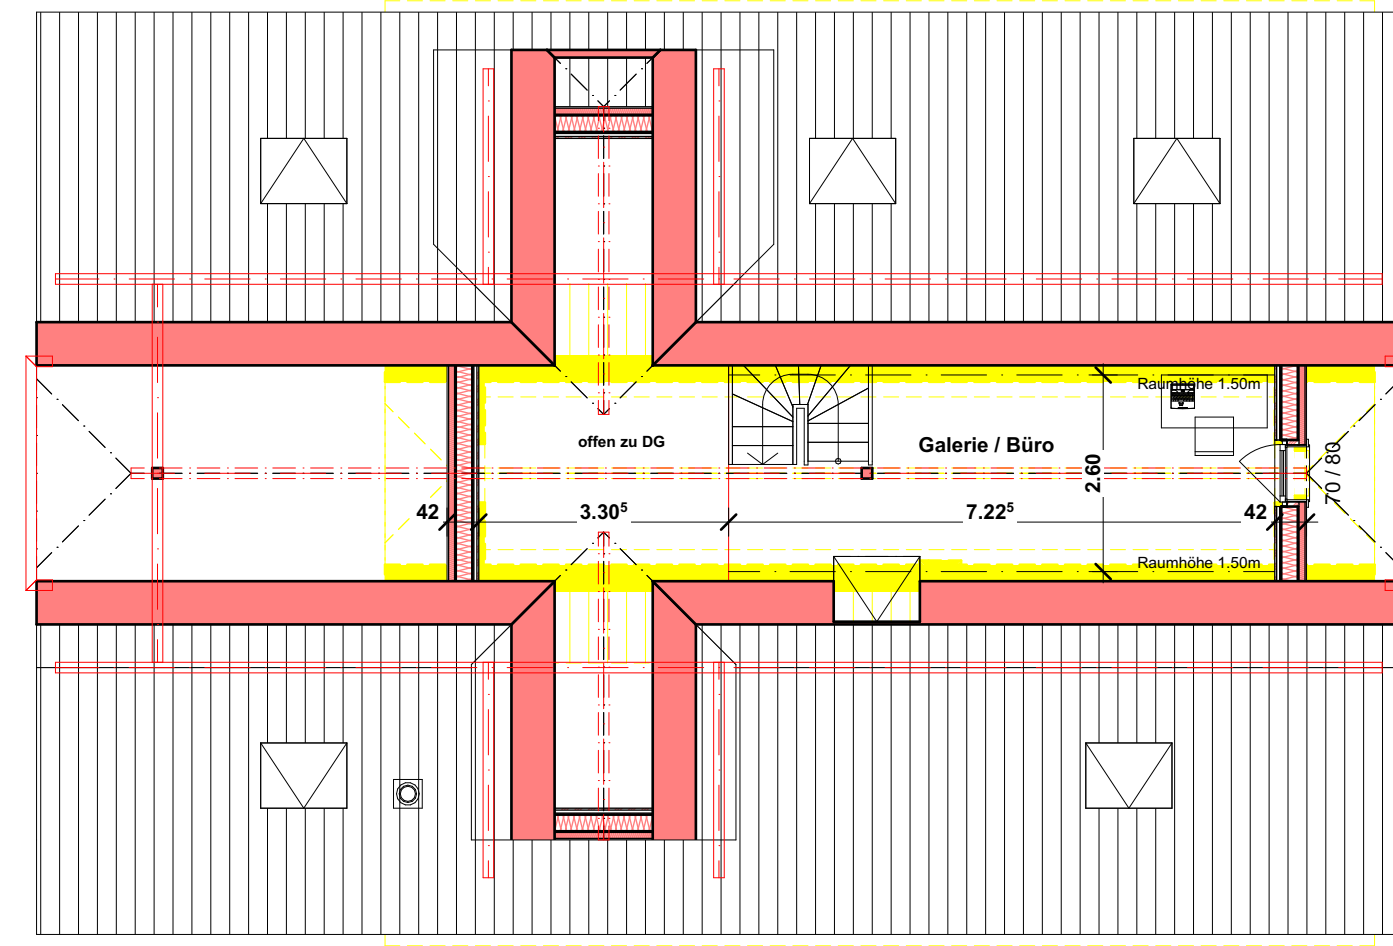 Raumhöhe 1.50m
offen zu DG
Galerie / Büro
2.60
70 / 80
42
3.30⁵
7.22⁵
42
Raumhöhe 1.50m